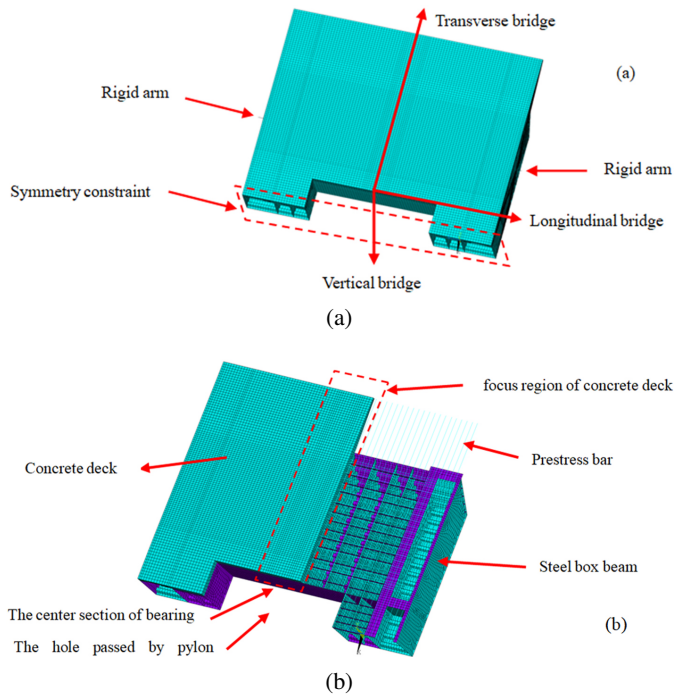 Transverse bridge
(a)
Rigid arm
Rigid arm
Symmetry constraint
Longitudinal bridge
Vertical bridge
(a)
focus region of concrete deck
Prestress bar
Concrete deck
Steel box beam
The center section of bearing
(b)
The hole passed by pylon
(b)